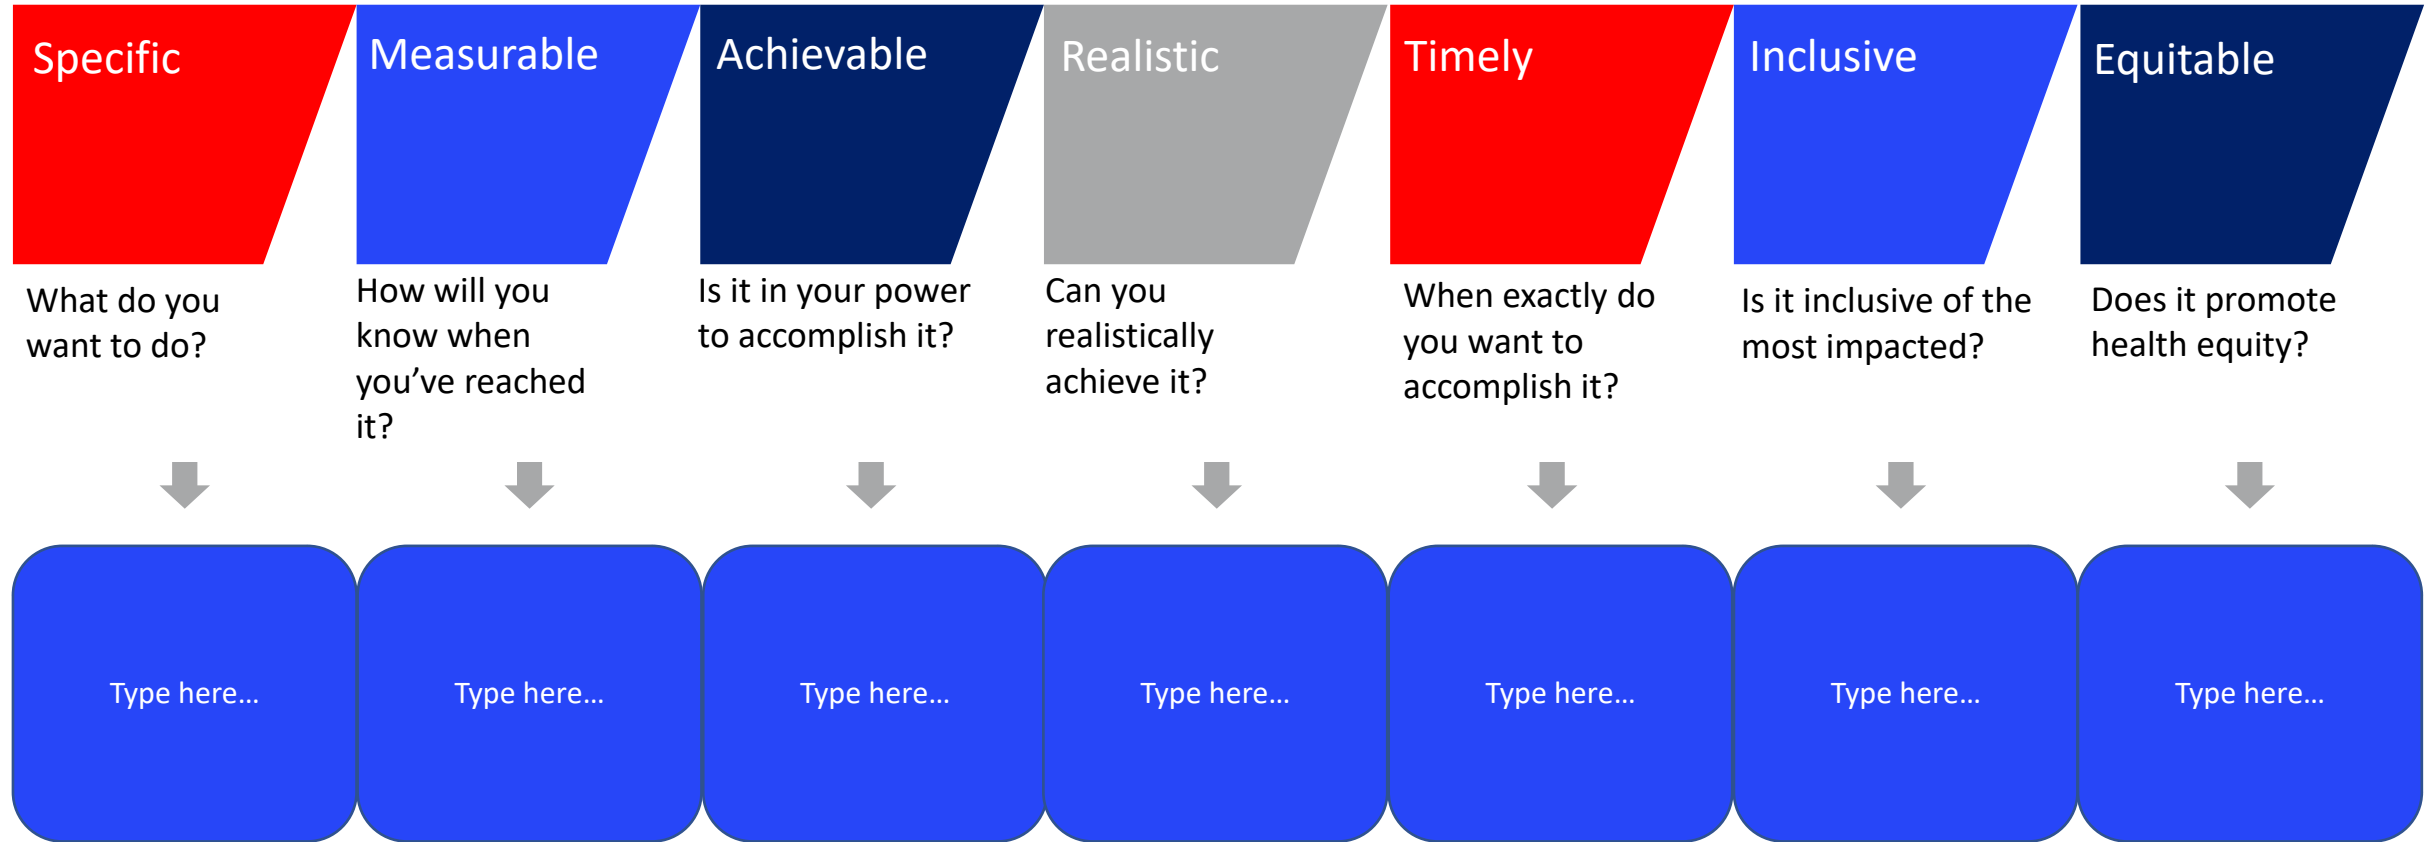 Specific
Measurable
Achievable
Realistic
Timely
Inclusive
Equitable
What do you
want to do?
How will you
know when
you’ve reached
it?
Is it in your power
to accomplish it?
Can you
realistically
achieve it?
When exactly do
you want to
accomplish it?
Is it inclusive of the
most impacted?
Does it promote
health equity?
Type here...
Type here...
Type here...
Type here...
Type here...
Type here...
Type here...